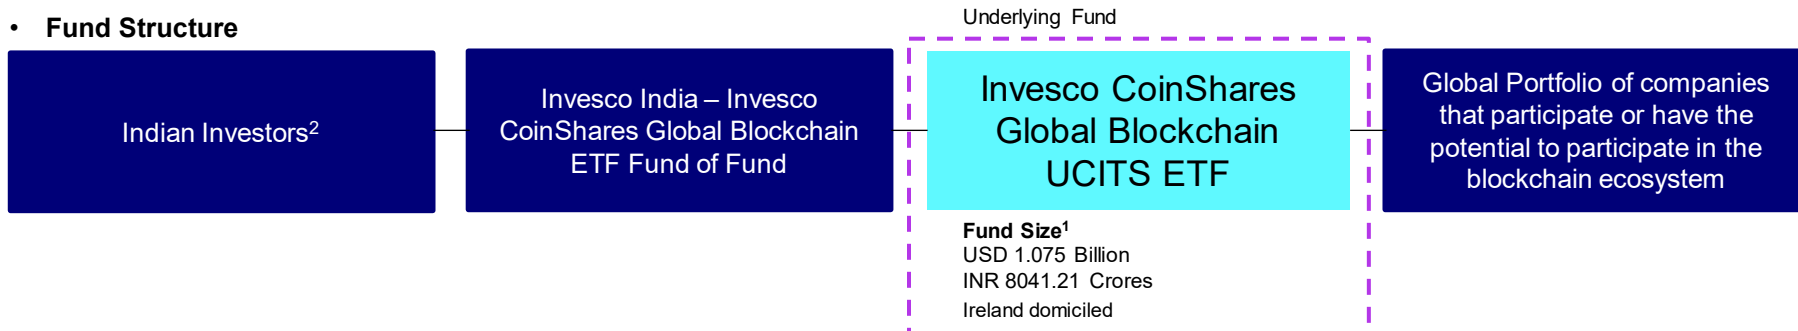 • Fund Structure
Underlying Fund
Indian Investors2
Invesco India – Invesco
CoinShares Global Blockchain
ETF Fund of Fund
Invesco CoinShares
Global Blockchain
UCITS ETF
Global Portfolio of companies
that participate or have the
potential to participate in the
blockchain ecosystem
Fund Size1
USD 1.075 Billion
INR 8041.21 Crores
Ireland domiciled